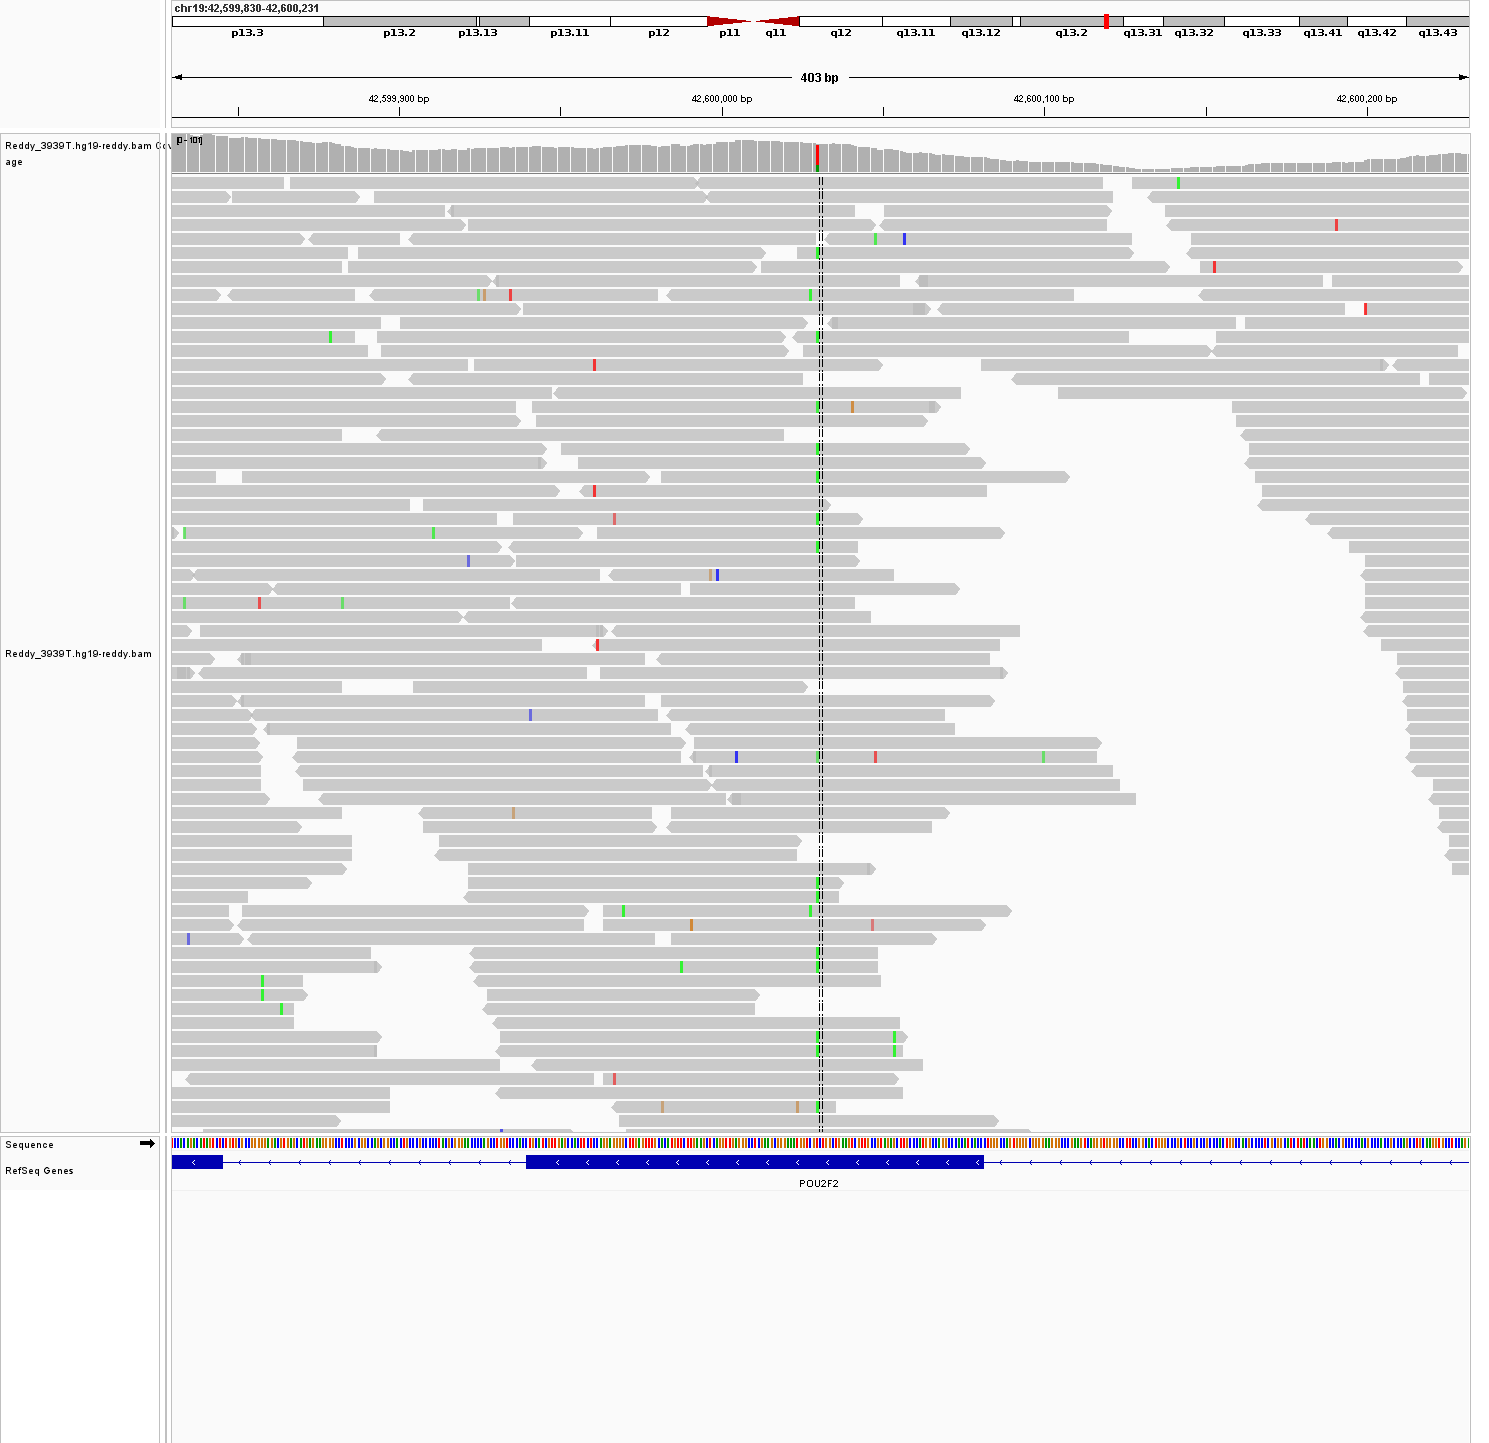 chr19:42,599,830-42,600,231
p13.3 p13.2 p13.13 p13.11 p12 p11 q11 q12 q13.11 q13.12 q13.2 q13.31 q13.32 q13.33 q13.41 q13.42 q13.43
403 bp
42,599,900 bp 42,600,000 bp 42,600,100 bp 42,600,200 bp
Reddy_3939T.hg19-reddy.bam Cov
age
[0 - 101]
Reddy_3939T.hg19-reddy.bam
Sequence
RefSeq Genes
POU2F2